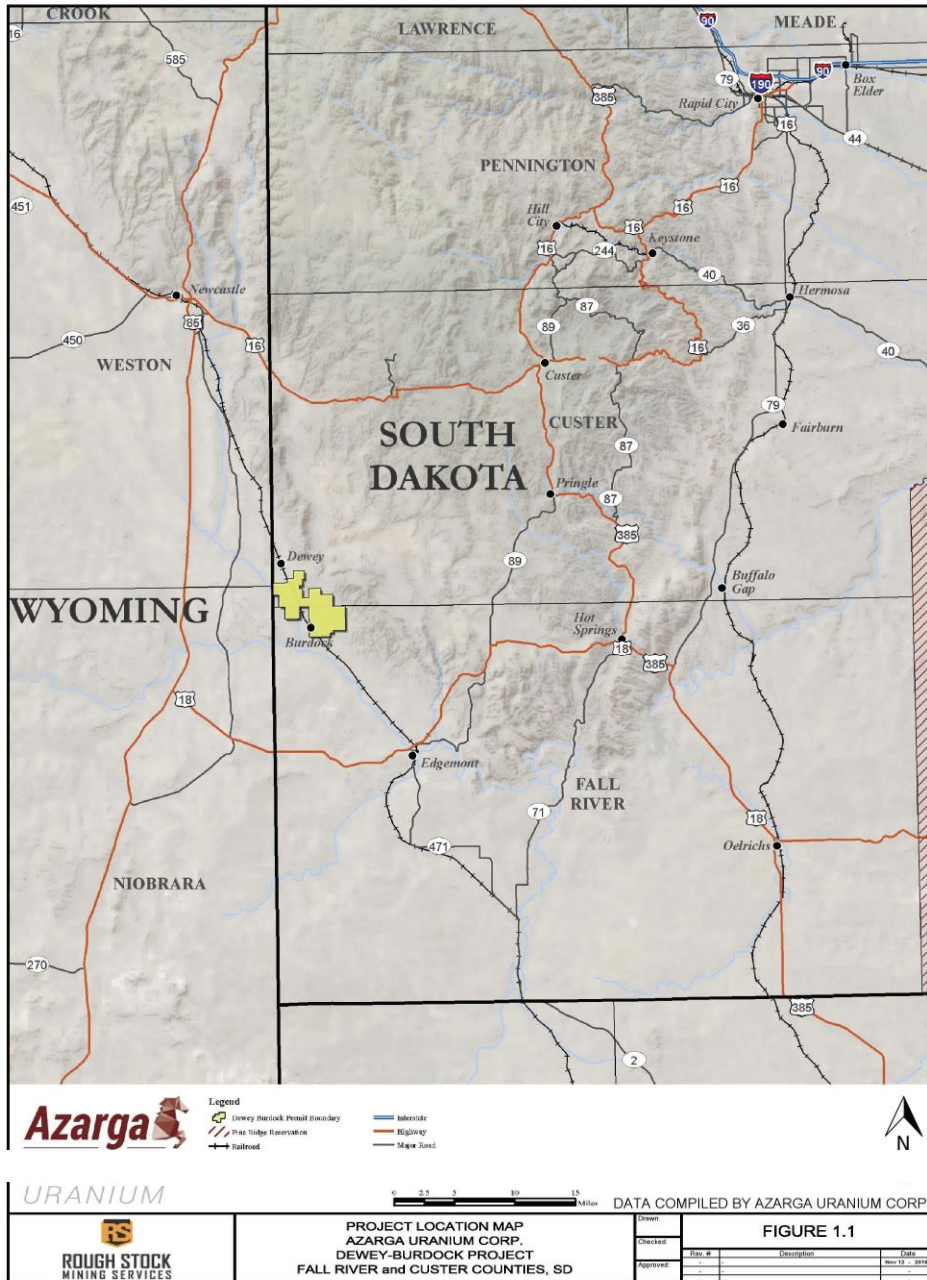 CROOK
LAWRENCE
MEADE
16
90
585
79
90
190
385
Box
Elder
Rapid City
16
44
PENNINGTON
16
451
Hill
City
16
16
Keystone
16
244
40
Newcastle
Hermosa
85
87
450
89
36
16
WESTON
16
40
Custer
79
SOUTH
DAKOTA
CUSTER
Fairburn
87
Pringle
87
385
89
Dewey
Buffalo
Gap
WYOMING
Hot
Springs
Burdock
18
385
18
Edgemont
FALL
RIVER
71
18
471
Oelrichs
NIOBRARA
270
385
2
Azarga
URANIUM
Legend
Dewey Burdock Permit Boundary
Pine Ridge Reservation
Railroad
Interstate
Highway
Major Road
N
0 2.5 5 10 15
Miles
DATA COMPILED BY AZARGA URANIUM CORP
RS
ROUGH STOCK
MINING SERVICES
PROJECT LOCATION MAP
AZARGA URANIUM CORP.
DEWEY-BURDOCK PROJECT
FALL RIVER and CUSTER COUNTIES, SD
Drawn:
Checked:
Approved:
FIGURE 1.1
Rev. # Description Date
- - Nov 12 - 2018
- - -